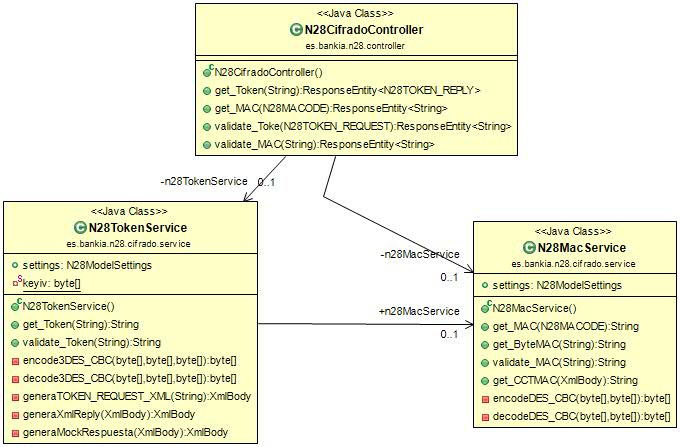 <<Java Class>>
N28CifradoController
es.bankia.n28.controller
N28CifradoController()
get_Token(String):ResponseEntity<N28TOKEN_REPLY>
get_MAC(N28MACODE):ResponseEntity<String>
validate_Toke(N28TOKEN_REQUEST):ResponseEntity<String>
validate_MAC(String):ResponseEntity<String>
-n28TokenService
0..1
<<Java Class>>
N28TokenService
es.bankia.n28.cifrado.service
settings: N28ModelSettings
keyiv: byte[]
N28TokenService()
get_Token(String):String
validate_Token(String):String
encode3DES_CBC(byte[],byte[],byte[]):byte[]
decode3DES_CBC(byte[],byte[],byte[]):byte[]
generaTOKEN_REQUEST_XML(String):XmlBody
generaXmlReply(XmlBody):XmlBody
generaMockRespuesta(XmlBody):XmlBody
-n28MacService
0..1
+n28MacService
0..1
<<Java Class>>
N28MacService
es.bankia.n28.cifrado.service
settings: N28ModelSettings
N28MacService()
get_MAC(N28MACODE):String
get_ByteMAC(String):String
validate_MAC(String):String
get_CCTMAC(XmlBody):String
encodeDES_CBC(byte[],byte[]):byte[]
decodeDES_CBC(byte[],byte[]):byte[]